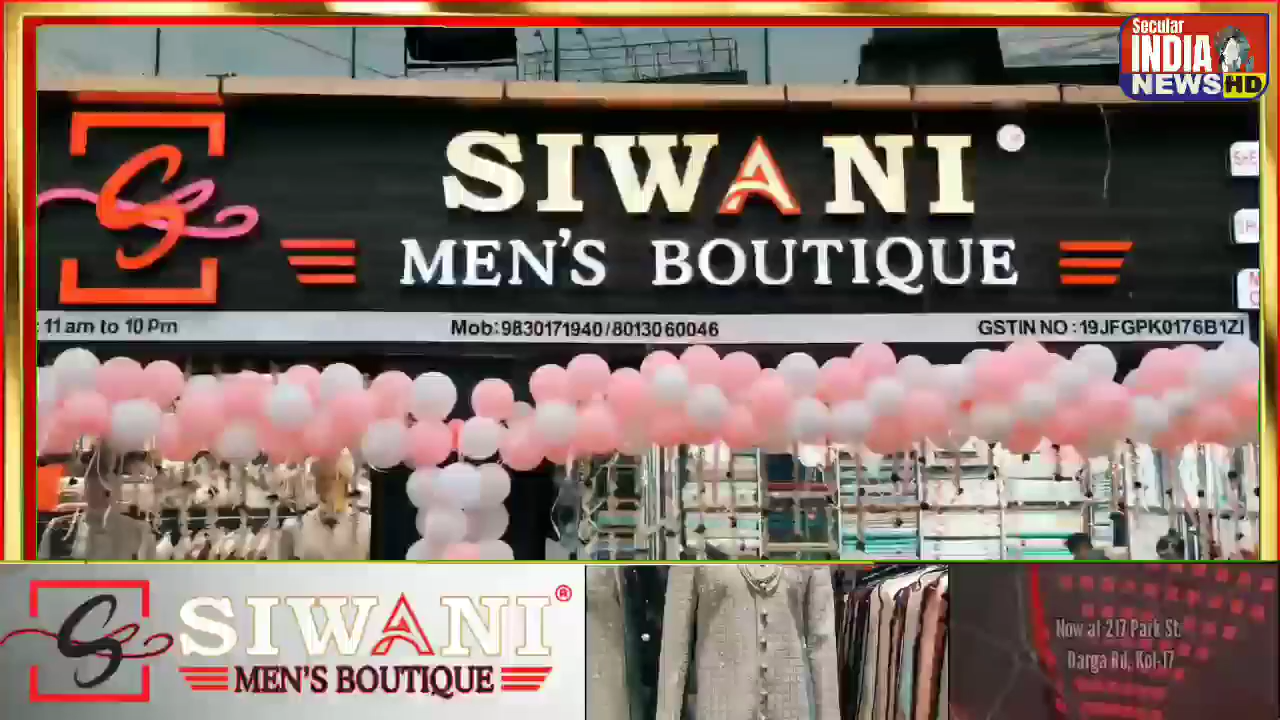 Secular
INDIA
NEWS HD
SIWANI
MEN'S BOUTIQUE
: 11 am to 10 Pm
Mob:9830171940/8013060046
GSTIN NO : 19JFGPK0176B1ZI
SIWANI®
MEN'S BOUTIQUE
Now at 217 Park St.
Darga Rd, Kol-17